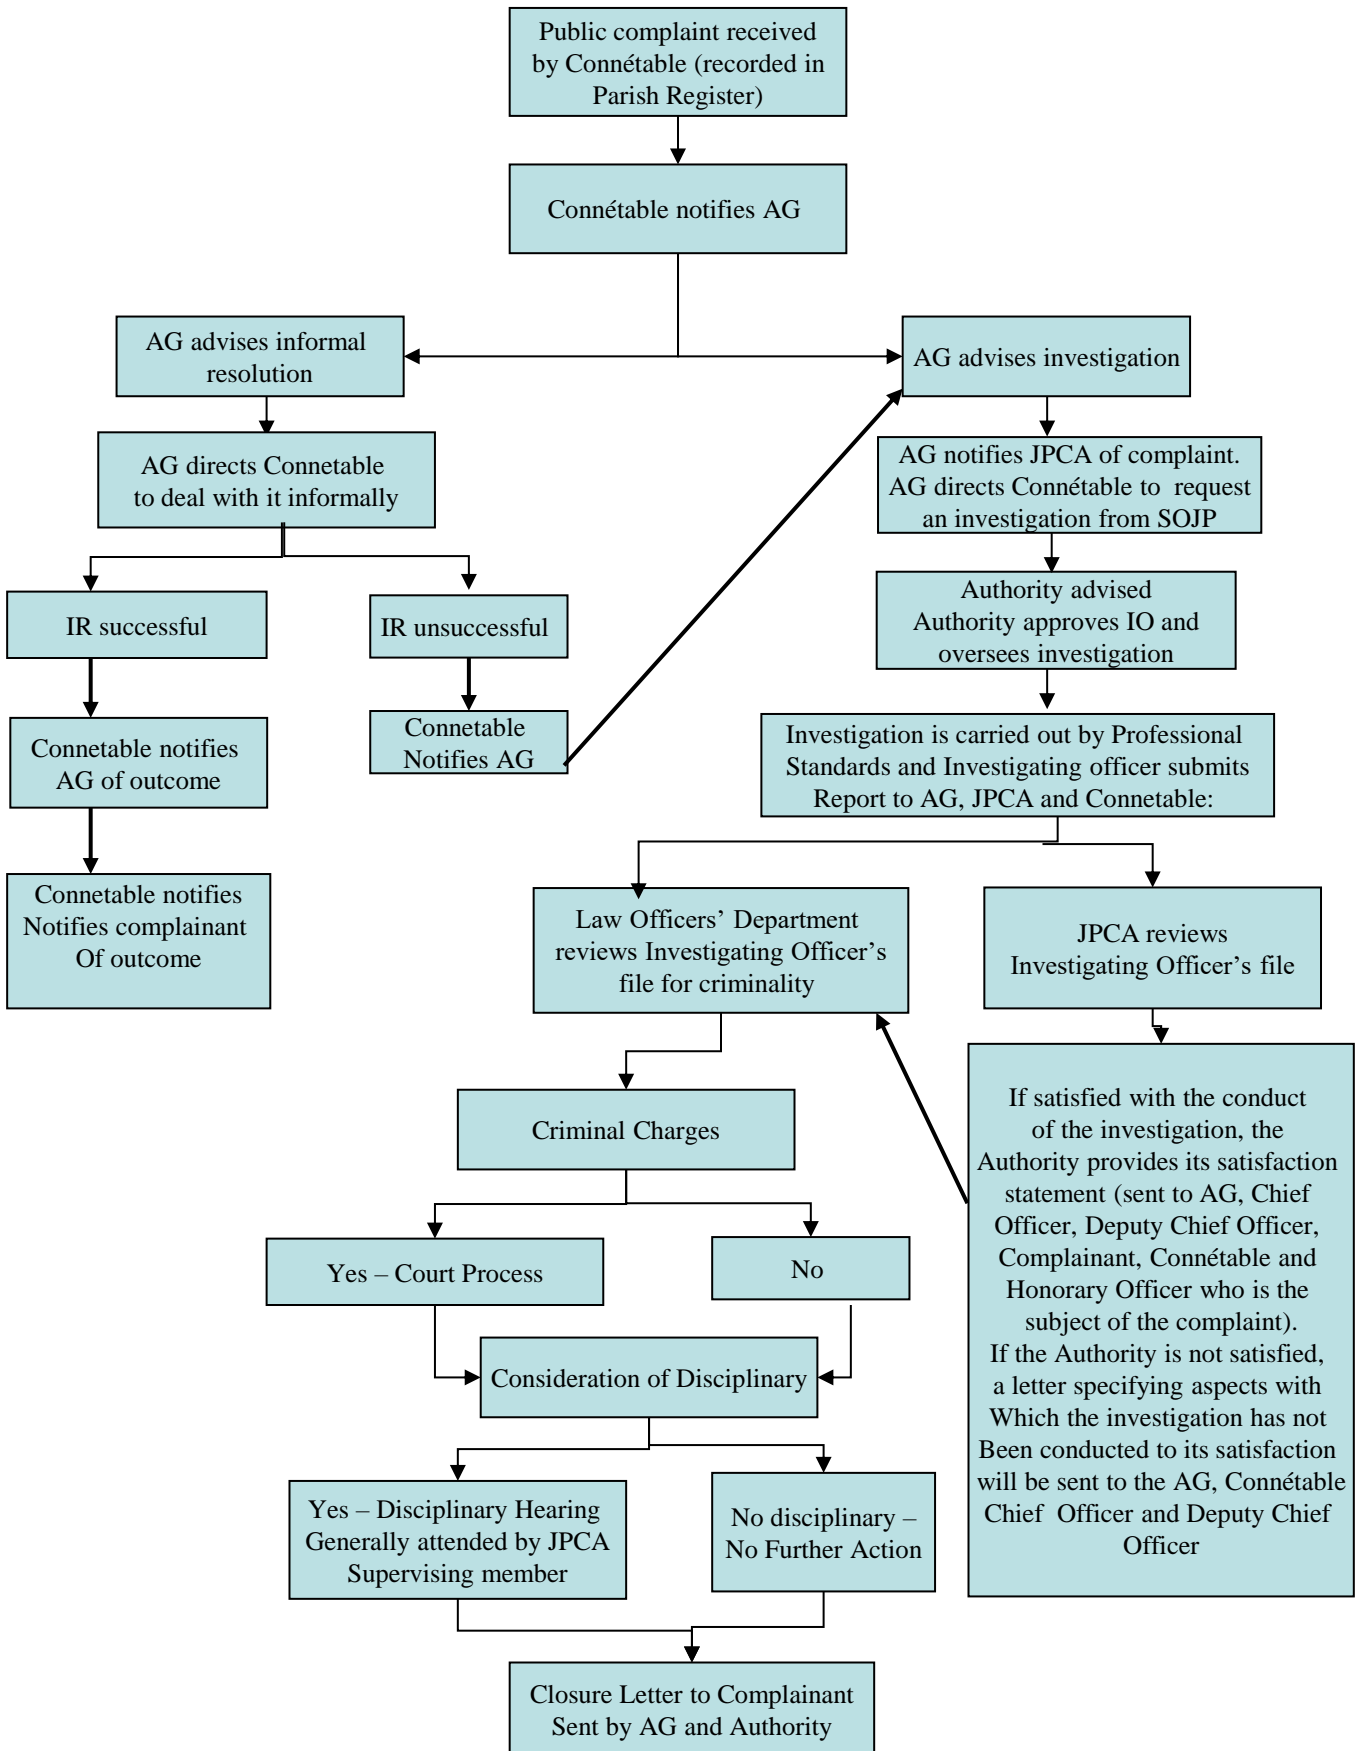 Public complaint received
by Connétable (recorded in
Parish Register)
Connétable notifies AG
AG advises informal
resolution
AG advises investigation
AG directs Connetable
to deal with it informally
AG notifies JPCA of complaint.
AG directs Connétable to request
an investigation from SOJP
IR successful
IR unsuccessful
Authority advised
Authority approves IO and
oversees investigation
Connetable notifies
AG of outcome
Connetable
Notifies AG
Investigation is carried out by Professional
Standards and Investigating officer submits
Report to AG, JPCA and Connetable:
Connetable notifies
Notifies complainant
Of outcome
Law Officers’ Department
reviews Investigating Officer’s
file for criminality
JPCA reviews
Investigating Officer’s file
Criminal Charges
If satisfied with the conduct
of the investigation, the
Authority provides its satisfaction
statement (sent to AG, Chief
Officer, Deputy Chief Officer,
Complainant, Connétable and
Honorary Officer who is the
subject of the complaint).
If the Authority is not satisfied,
a letter specifying aspects with
Which the investigation has not
Been conducted to its satisfaction
will be sent to the AG, Connétable
Chief Officer and Deputy Chief
Officer
Yes – Court Process
No
Consideration of Disciplinary
Yes – Disciplinary Hearing
Generally attended by JPCA
Supervising member
No disciplinary –
No Further Action
Closure Letter to Complainant
Sent by AG and Authority